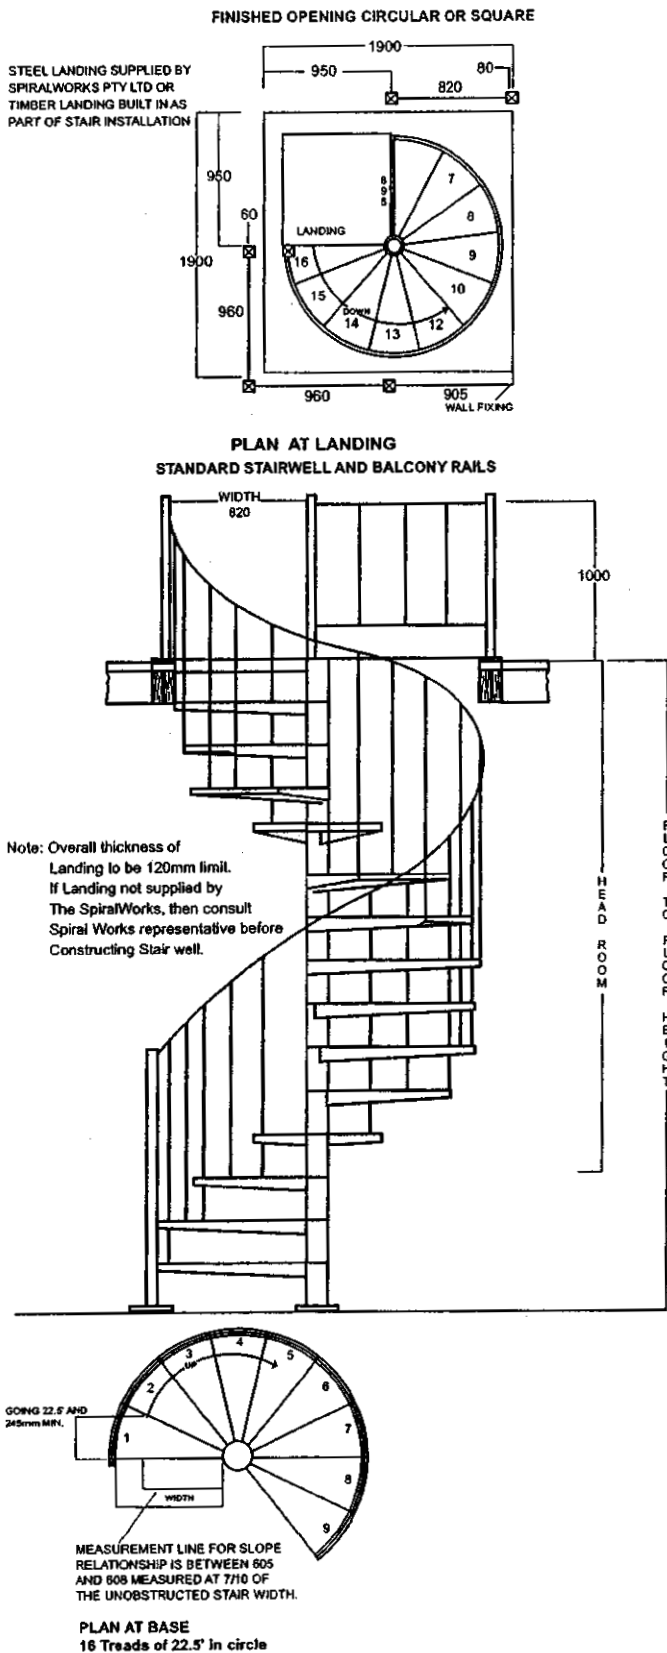 FINISHED OPENING CIRCULAR OR SQUARE
STEEL LANDING SUPPLIED BY
SPIRALWORKS PTY LTD OR
TIMBER LANDING BUILT IN AS
PART OF STAIR INSTALLATION
1900
950
80
820
950
60
1900
960
695
LANDING
7
8
9
10
12
13
14
15
16
DOWN
960
905
WALL FIXING
PLAN AT LANDING
STANDARD STAIRWELL AND BALCONY RAILS
WIDTH
820
1000
Note: Overall thickness of
Landing to be 120mm limit.
If Landing not supplied by
The SpiralWorks, then consult
Spiral Works representative before
Constructing Stair well.
HEAD ROOM
FLOOR TO FLOOR HEIGHT
GOING 22.5' AND
245mm MIN.
1
2
3
4
5
6
7
8
9
UP
WIDTH
MEASUREMENT LINE FOR SLOPE
RELATIONSHIP IS BETWEEN 605
AND 608 MEASURED AT 7/10 OF
THE UNOBSTRUCTED STAIR WIDTH.
PLAN AT BASE
16 Treads of 22.5' in circle